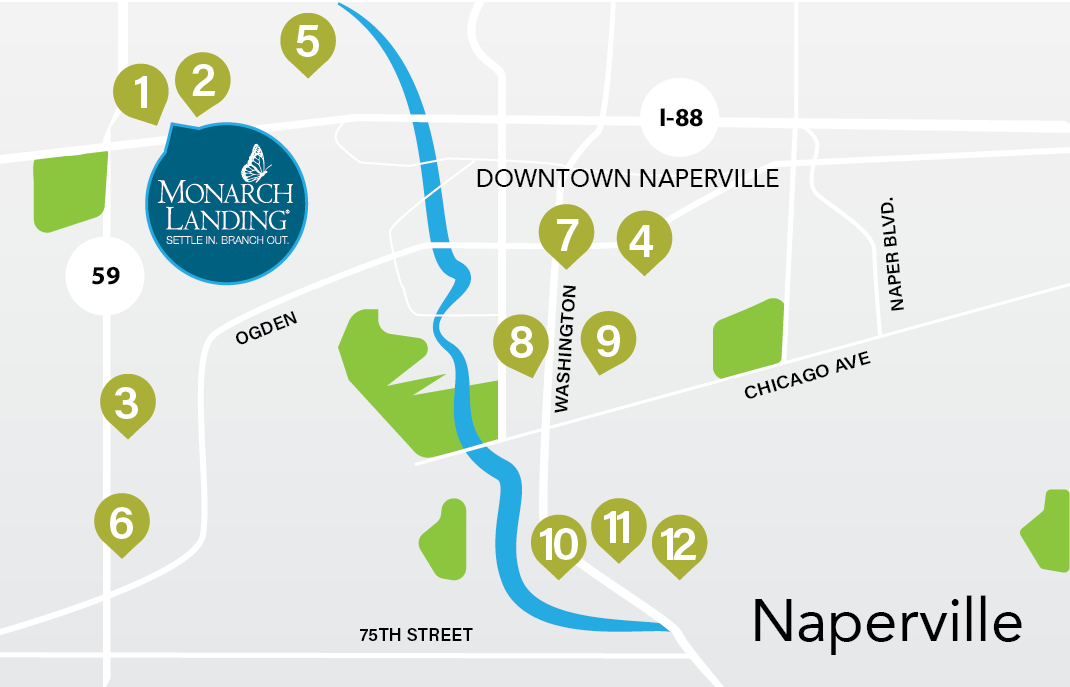 5
1
2
I-88
MONARCH
LANDING®
SETTLE IN. BRANCH OUT.
DOWNTOWN NAPERVILLE
7
4
59
NAPER BLVD.
OGDEN
8
WASHINGTON
9
CHICAGO AVE
3
6
10
11
12
75TH STREET
Naperville